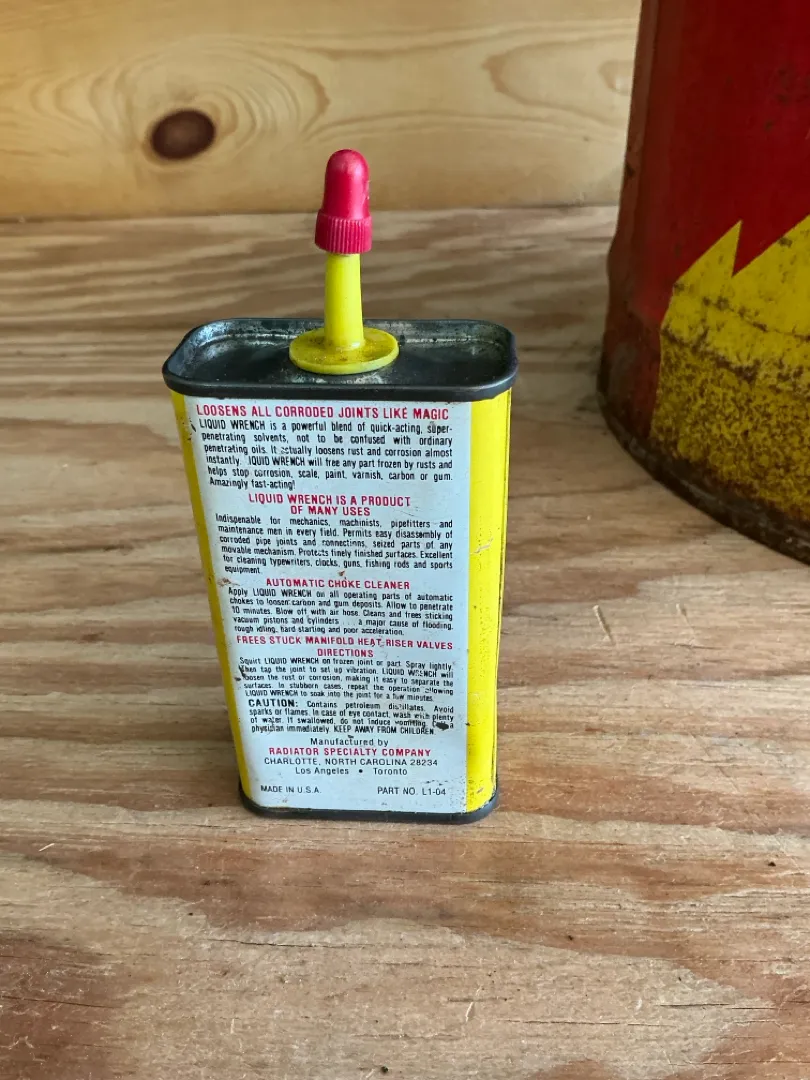 LOOSENS ALL CORRODED JOINTS LIKE MAGIC
LIQUID WRENCH is a powerful blend of quick-acting, super-
penetrating solvents, not to be confused with ordinary
penetrating oils. It actually loosens rust and corrosion almost
instantly. LIQUID WRENCH will free any part frozen by rusts and
helps stop corrosion, scale, paint, varnish, carbon or gum.
Amazingly fast-acting!
LIQUID WRENCH IS A PRODUCT
OF MANY USES
Indispenable for mechanics, machinists, pipefitters and
maintenance men in every field. Permits easy disassembly of
corroded pipe joints and connections, seized parts of any
movable mechanism. Protects finely finished surfaces. Excellent
for cleaning typewriters, clocks, guns, fishing rods and sports
equipment.
AUTOMATIC CHOKE CLEANER
Apply LIQUID WRENCH on all operating parts of automatic
chokes to loosen carbon and gum deposits. Allow to penetrate
10 minutes. Blow off with air hose. Cleans and frees sticking
vacuum pistons and cylinders ... a major cause of flooding,
rough idling, hard starting and poor acceleration.
FREES STUCK MANIFOLD HEAT RISER VALVES
DIRECTIONS
Squirt LIQUID WRENCH on frozen joint or part. Spray lightly
then tap the joint to set up vibration. LIQUID WRENCH will
loosen the rust or corrosion, making it easy to separate the
surfaces. In stubborn cases, repeat the operation allowing
LIQUID WRENCH to soak into the joint for a few minutes.
CAUTION: Contains petroleum distillates. Avoid
sparks or flames. In case of eye contact, wash with plenty
of water. If swallowed, do not induce vomiting. Call a
physician immediately. KEEP AWAY FROM CHILDREN.
Manufactured by
RADIATOR SPECIALTY COMPANY
CHARLOTTE, NORTH CAROLINA 28234
Los Angeles • Toronto
MADE IN U.S.A. PART NO. L1-04